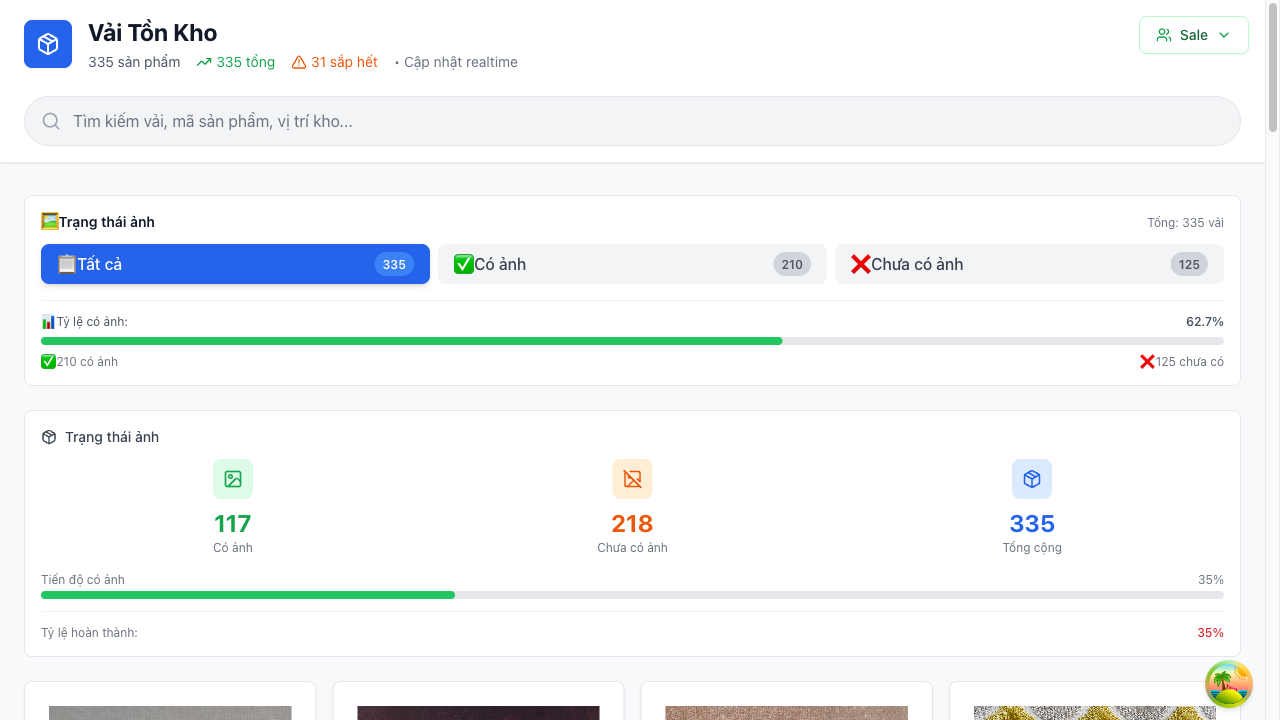 Vải Tồn Kho
335 sản phẩm 335 tổng 31 sắp hết • Cập nhật realtime
Sale
Tìm kiếm vải, mã sản phẩm, vị trí kho...
Trạng thái ảnh
Tổng: 335 vải
Tất cả 335
Có ảnh 210
Chưa có ảnh 125
Tỷ lệ có ảnh: 62.7%
210 có ảnh 125 chưa có
Trạng thái ảnh
117 218 335
Có ảnh Chưa có ảnh Tổng cộng
Tiến độ có ảnh 35%
Tỷ lệ hoàn thành: 35%